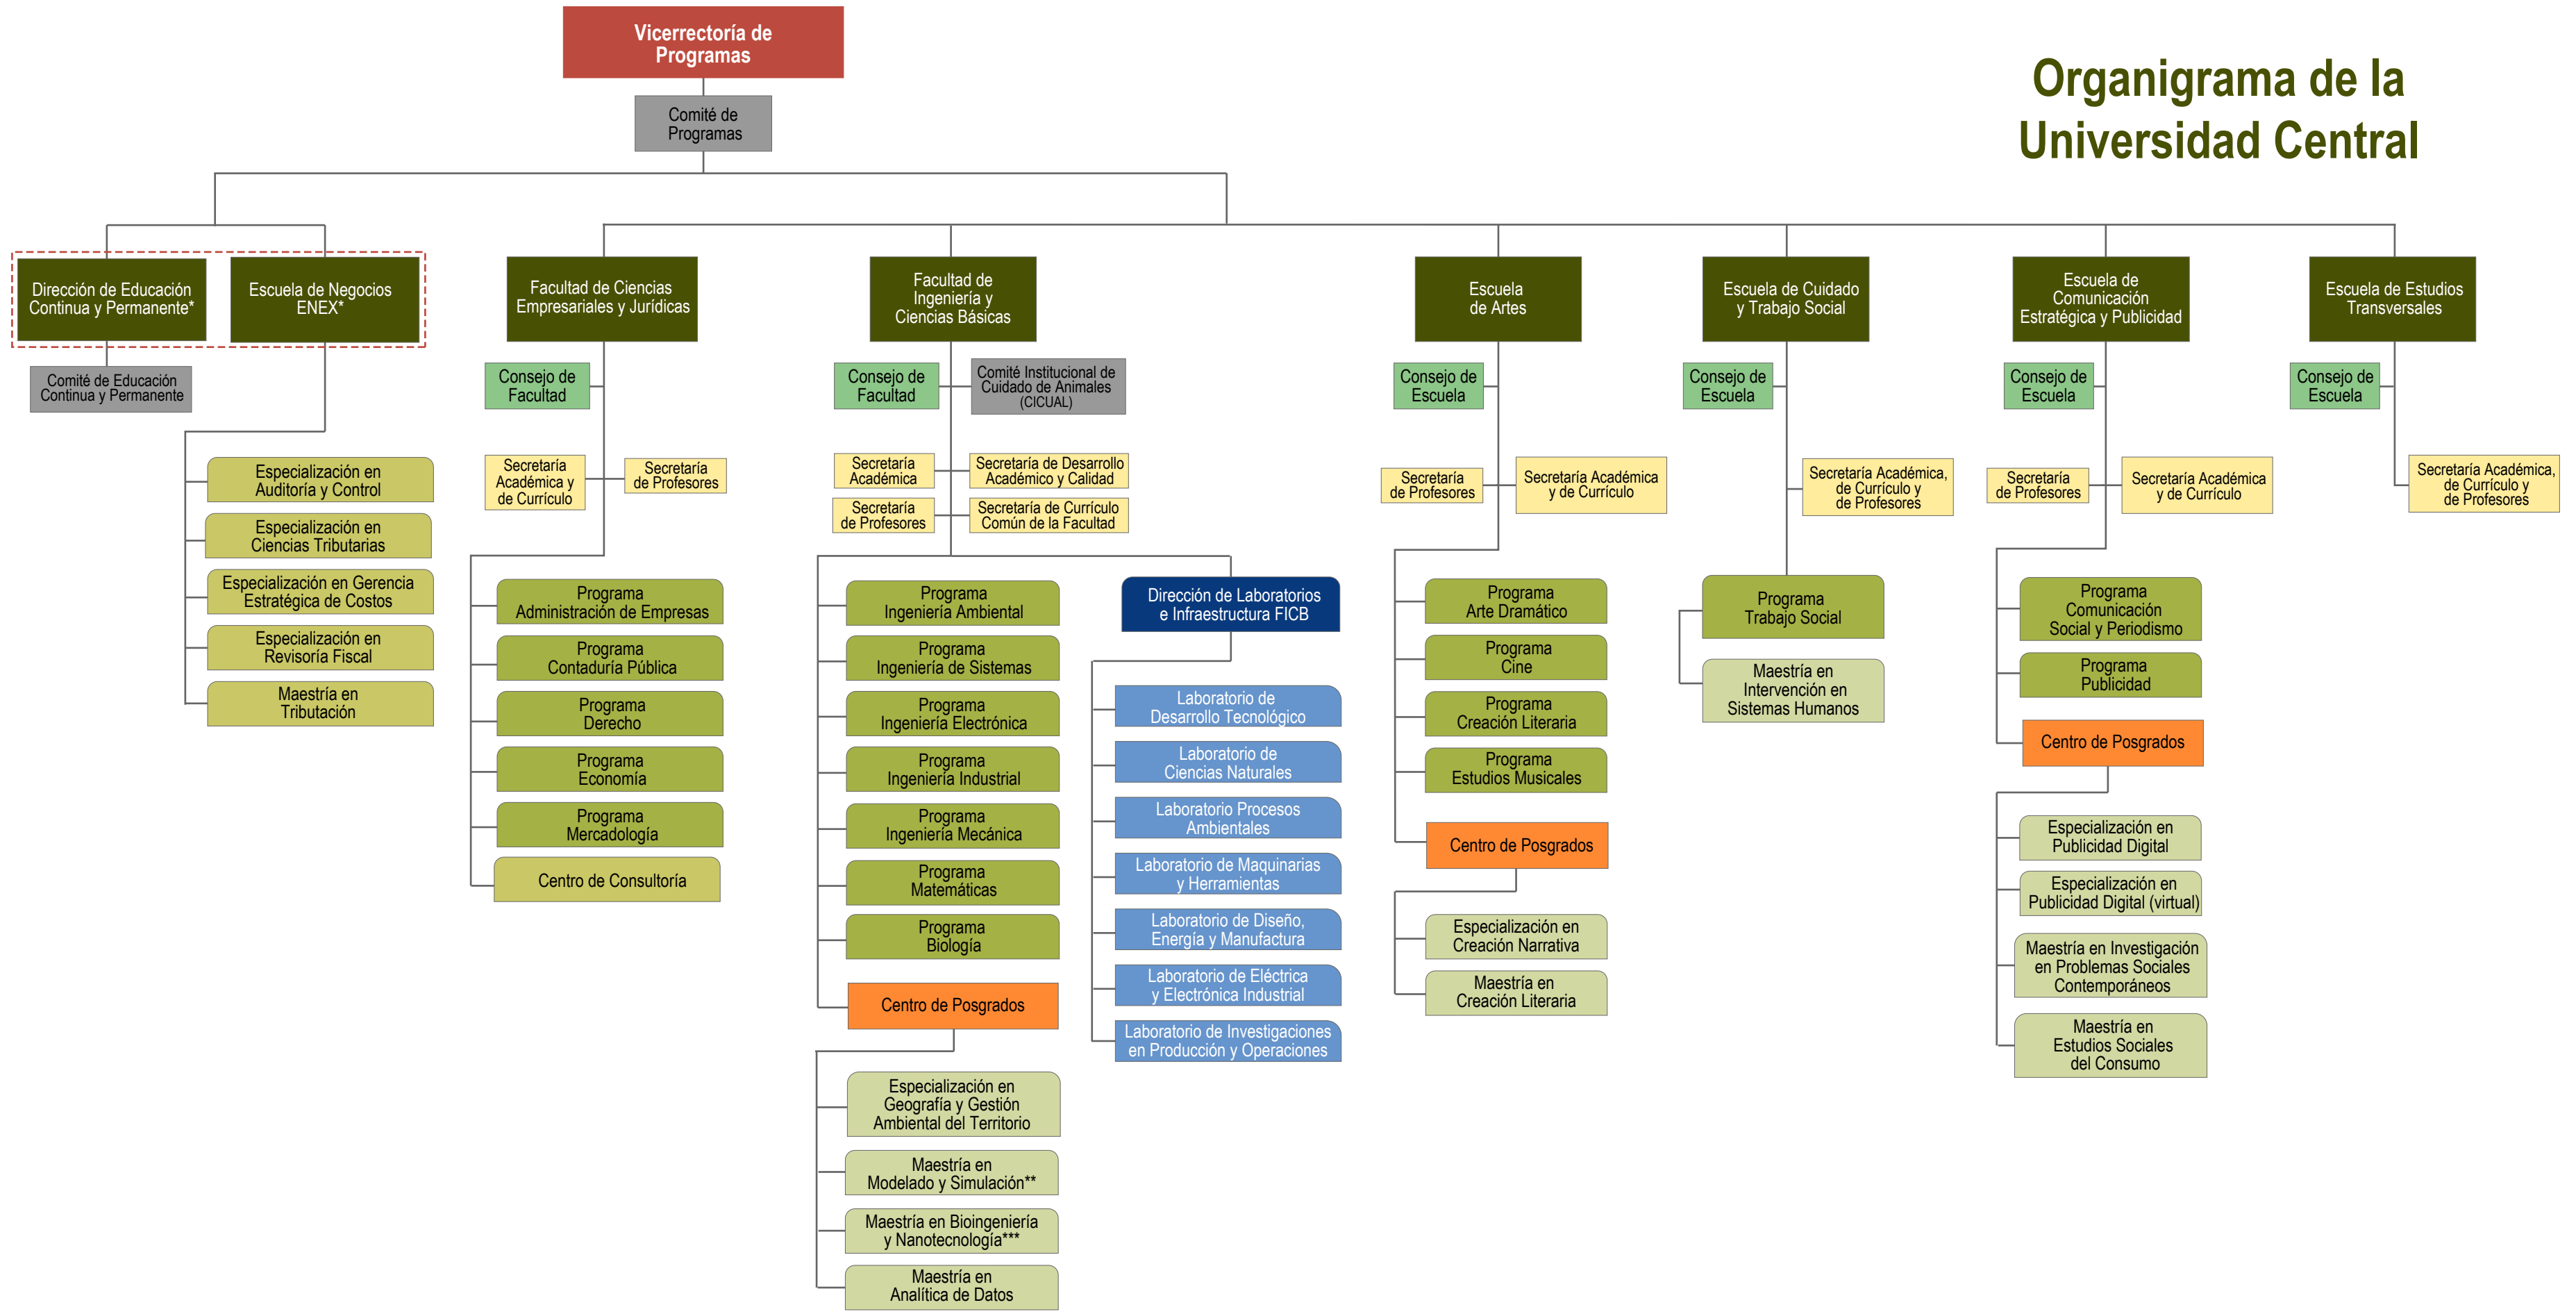 Vicerrectoría de
Programas
Comité de
Programas
Organigrama de la
Universidad Central
Dirección de Educación
Continua y Permanente*
Escuela de Negocios
ENEX*
Facultad de Ciencias
Empresariales y Jurídicas
Facultad de
Ingeniería y
Ciencias Básicas
Escuela
de Artes
Escuela de Cuidado
y Trabajo Social
Escuela de
Comunicación
Estratégica y Publicidad
Escuela de Estudios
Transversales
Comité de Educación
Continua y Permanente
Especialización en
Auditoría y Control
Especialización en
Ciencias Tributarias
Especialización en Gerencia
Estratégica de Costos
Especialización en
Revisoría Fiscal
Maestría en
Tributación
Consejo de
Facultad
Secretaría
Académica y
de Currículo
Secretaría
de Profesores
Programa
Administración de Empresas
Programa
Contaduría Pública
Programa
Derecho
Programa
Economía
Programa
Mercadología
Centro de Consultoría
Consejo de
Facultad
Comité Institucional de
Cuidado de Animales
(CICUAL)
Secretaría
Académica
Secretaría de Desarrollo
Académico y Calidad
Secretaría
de Profesores
Secretaría de Currículo
Común de la Facultad
Programa
Ingeniería Ambiental
Programa
Ingeniería de Sistemas
Programa
Ingeniería Electrónica
Programa
Ingeniería Industrial
Programa
Ingeniería Mecánica
Programa
Matemáticas
Programa
Biología
Centro de Posgrados
Especialización en
Geografía y Gestión
Ambiental del Territorio
Maestría en
Modelado y Simulación**
Maestría en Bioingeniería
y Nanotecnología***
Maestría en
Analítica de Datos
Dirección de Laboratorios
e Infraestructura FICB
Laboratorio de
Desarrollo Tecnológico
Laboratorio de
Ciencias Naturales
Laboratorio Procesos
Ambientales
Laboratorio de Maquinarias
y Herramientas
Laboratorio de Diseño,
Energía y Manufactura
Laboratorio de Eléctrica
y Electrónica Industrial
Laboratorio de Investigaciones
en Producción y Operaciones
Consejo de
Escuela
Secretaría
de Profesores
Secretaría Académica
y de Currículo
Programa
Arte Dramático
Programa
Cine
Programa
Creación Literaria
Programa
Estudios Musicales
Centro de Posgrados
Especialización en
Creación Narrativa
Maestría en
Creación Literaria
Consejo de
Escuela
Secretaría Académica,
de Currículo y
de Profesores
Programa
Trabajo Social
Maestría en
Intervención en
Sistemas Humanos
Consejo de
Escuela
Secretaría
de Profesores
Secretaría Académica
y de Currículo
Programa
Comunicación
Social y Periodismo
Programa
Publicidad
Centro de Posgrados
Especialización en
Publicidad Digital
Especialización en
Publicidad Digital (virtual)
Maestría en Investigación
en Problemas Sociales
Contemporáneos
Maestría en
Estudios Sociales
del Consumo
Consejo de
Escuela
Secretaría Académica,
de Currículo y
de Profesores